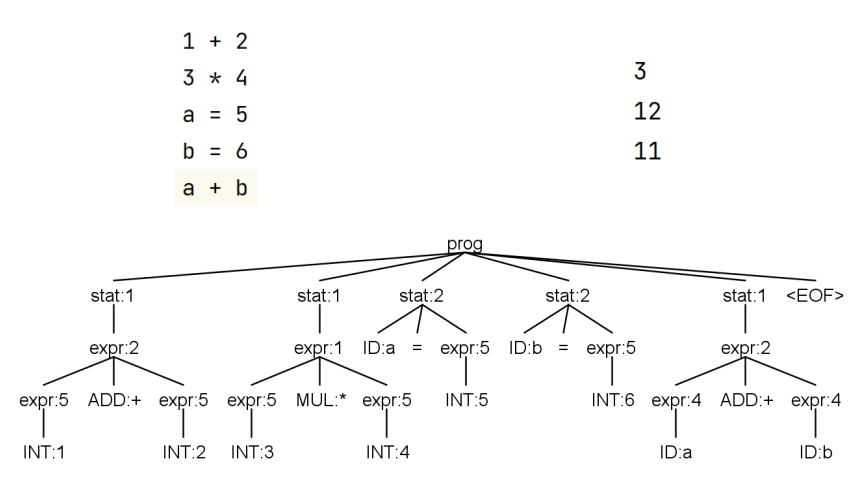 1 + 2
3 * 4
a = 5
b = 6
a + b
3
12
11
prog
stat:1 stat:1 stat:2 stat:2 stat:1 <EOF>
expr:2 expr:1 ID:a = expr:5 ID:b = expr:5 expr:2
expr:5 ADD:+ expr:5 expr:5 MUL:* expr:5 INT:5 INT:6 expr:4 ADD:+ expr:4
INT:1 INT:2 INT:3 INT:4 ID:a ID:b